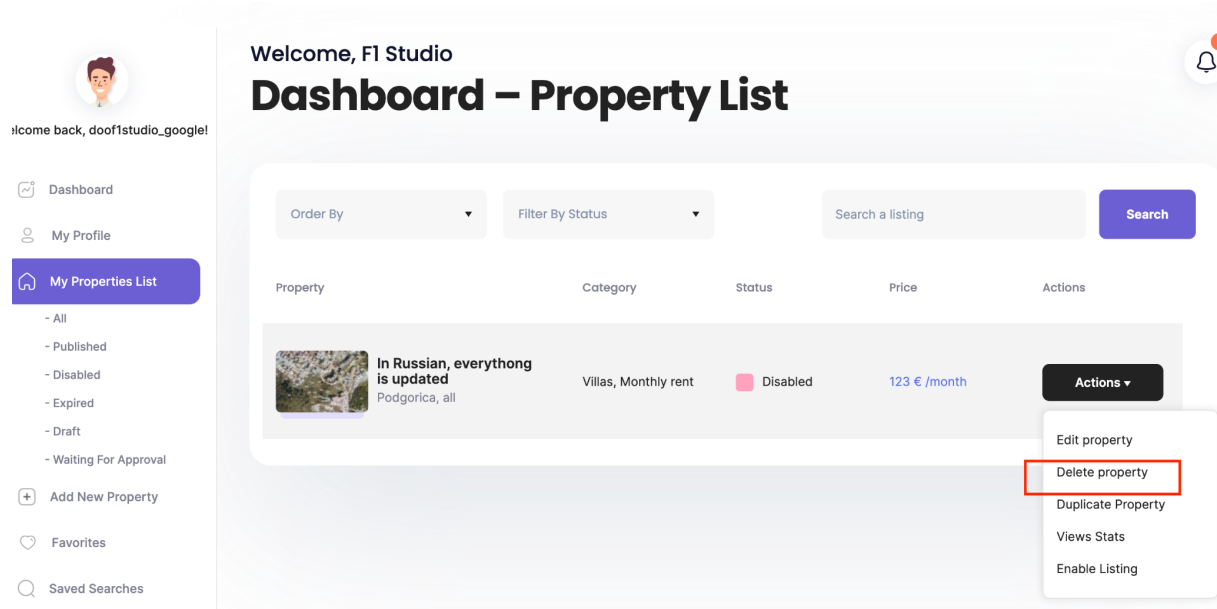 Welcome, F1 Studio
Dashboard – Property List
elcome back, doof1studio_google!
Dashboard
My Profile
My Properties List
- All
- Published
- Disabled
- Expired
- Draft
- Waiting For Approval
Add New Property
Favorites
Saved Searches
Order By
Filter By Status
Search a listing
Search
Property
Category
Status
Price
Actions
In Russian, everythong
is updated
Podgorica, all
Villas, Monthly rent
Disabled
123 € /month
Actions
Edit property
Delete property
Duplicate Property
Views Stats
Enable Listing